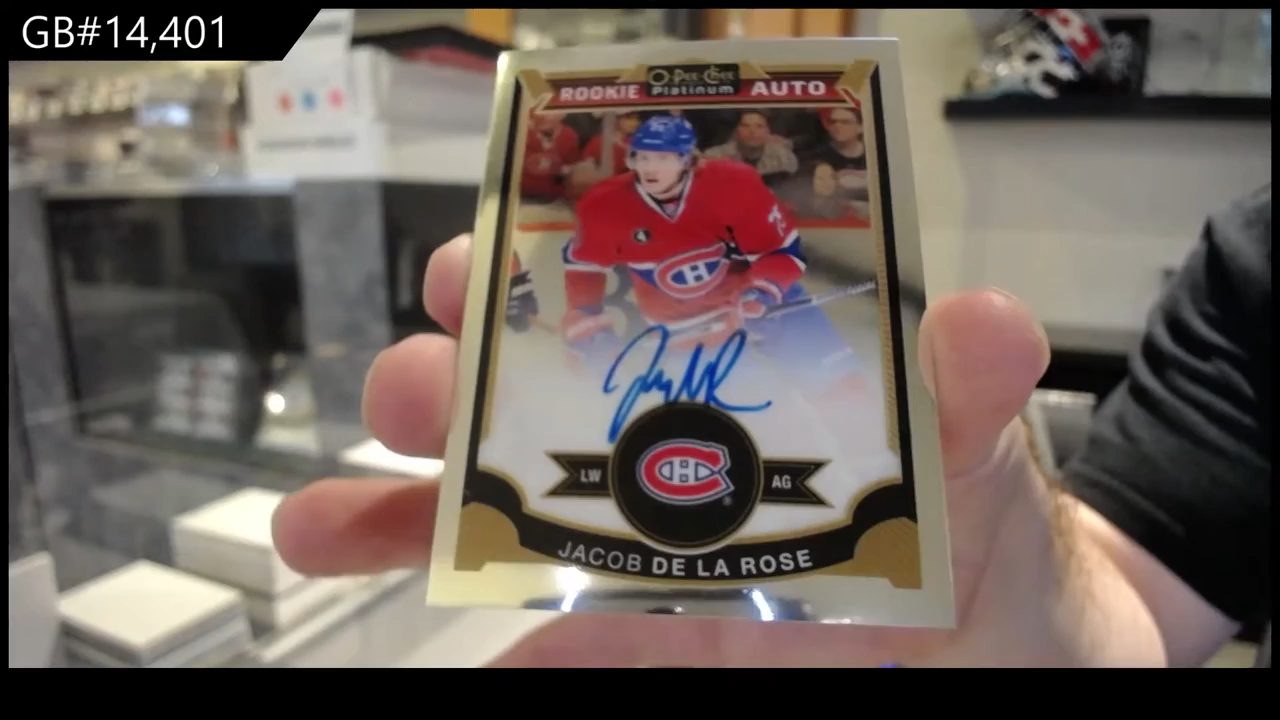 GB#14,401
O-Pee-Chee
ROOKIE Platinum AUTO
LW AG
JACOB DE LA ROSE